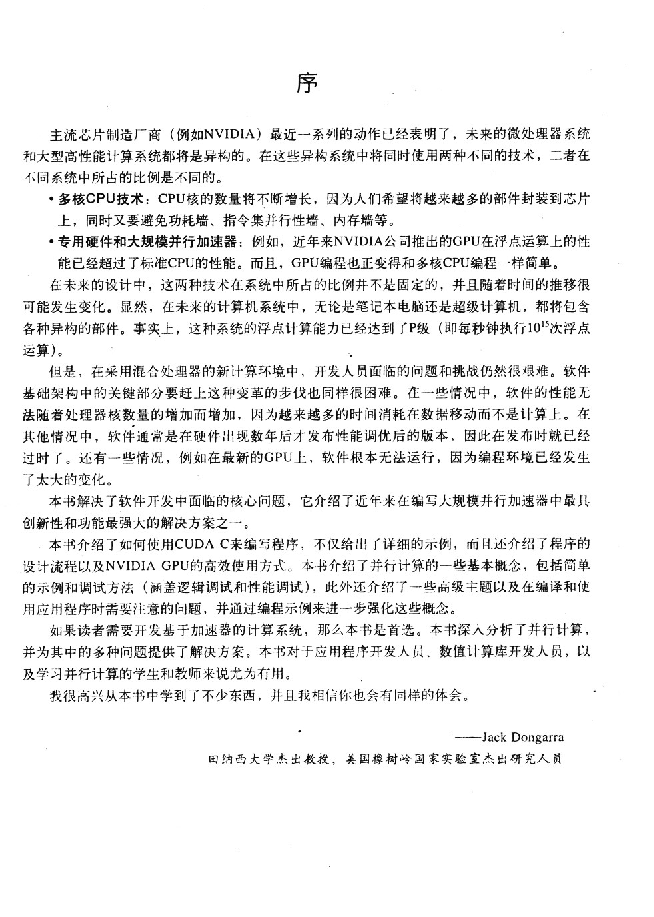 序
主流芯片制造厂商（例如NVIDIA）最近一系列的动作已经表明了，未来的微处理器系统
和大型高性能计算系统都将是异构的。在这些异构系统中将同时使用两种不同的技术，二者在
不同系统中所占的比例是不同的。
• 多核CPU技术：CPU核的数量将不断增长，因为人们希望将越来越多的部件封装到芯片
上，同时又要避免功耗墙、指令集并行性墙、内存墙等。
• 专用硬件和大规模并行加速器：例如，近年来NVIDIA公司推出的GPU在浮点运算上的性
能已经超过了标准CPU的性能。而且，GPU编程也正变得和多核CPU编程一样简单。
在未来的设计中，这两种技术在系统中所占的比例并不是固定的，并且随着时间的推移很
可能发生变化。显然，在未来的计算机系统中，无论是笔记本电脑还是超级计算机，都将包含
各种异构的部件。事实上，这种系统的浮点计算能力已经达到了P级（即每秒钟执行10¹⁵次浮点
运算）。
但是，在采用混合处理器的新计算环境中，开发人员面临的问题和挑战仍然很艰难。软件
基础架构中的关键部分要赶上这种变革的步伐也同样很困难。在一些情况中，软件的性能无
法随着处理器核数量的增加而增加，因为越来越多的时间消耗在数据移动而不是计算上。在
其他情况中，软件通常是在硬件出现数年后才发布性能调优后的版本，因此在发布时就已经
过时了。还有一些情况，例如在最新的GPU上，软件根本无法运行，因为编程环境已经发生
了太大的变化。
本书解决了软件开发中面临的核心问题，它介绍了近年来在编写大规模并行加速器中最具
创新性和功能最强大的解决方案之一。
本书介绍了如何使用CUDA C来编写程序，不仅给出了详细的示例，而且还介绍了程序的
设计流程以及NVIDIA GPU的高效使用方式。本书介绍了并行计算的一些基本概念，包括简单
的示例和调试方法（涵盖逻辑调试和性能调试），此外还介绍了一些高级主题以及在编译和使
用应用程序时需要注意的问题，并通过编程示例来进一步强化这些概念。
如果读者需要开发基于加速器的计算系统，那么本书是首选。本书深入分析了并行计算，
并为其中的多种问题提供了解决方案。本书对于应用程序开发人员、数值计算库开发人员，以
及学习并行计算的学生和教师来说尤为有用。
我很高兴从本书中学到了不少东西，并且我相信你也会有同样的体会。
——Jack Dongarra
田纳西大学杰出教授，美国橡树岭国家实验室杰出研究人员